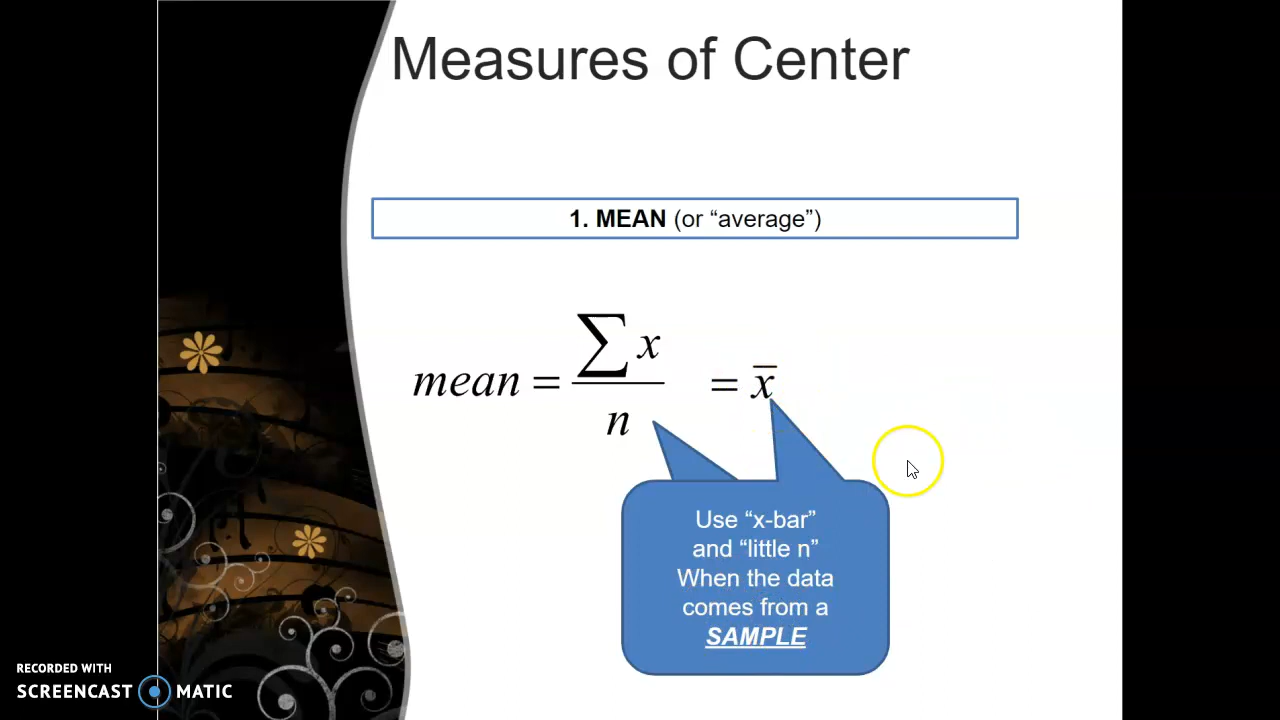 Measures of Center
1. MEAN (or “average”)
mean = ∑x / n = x̄
Use “x-bar”
and “little n”
When the data
comes from a
SAMPLE
RECORDED WITH
SCREENCAST MATIC